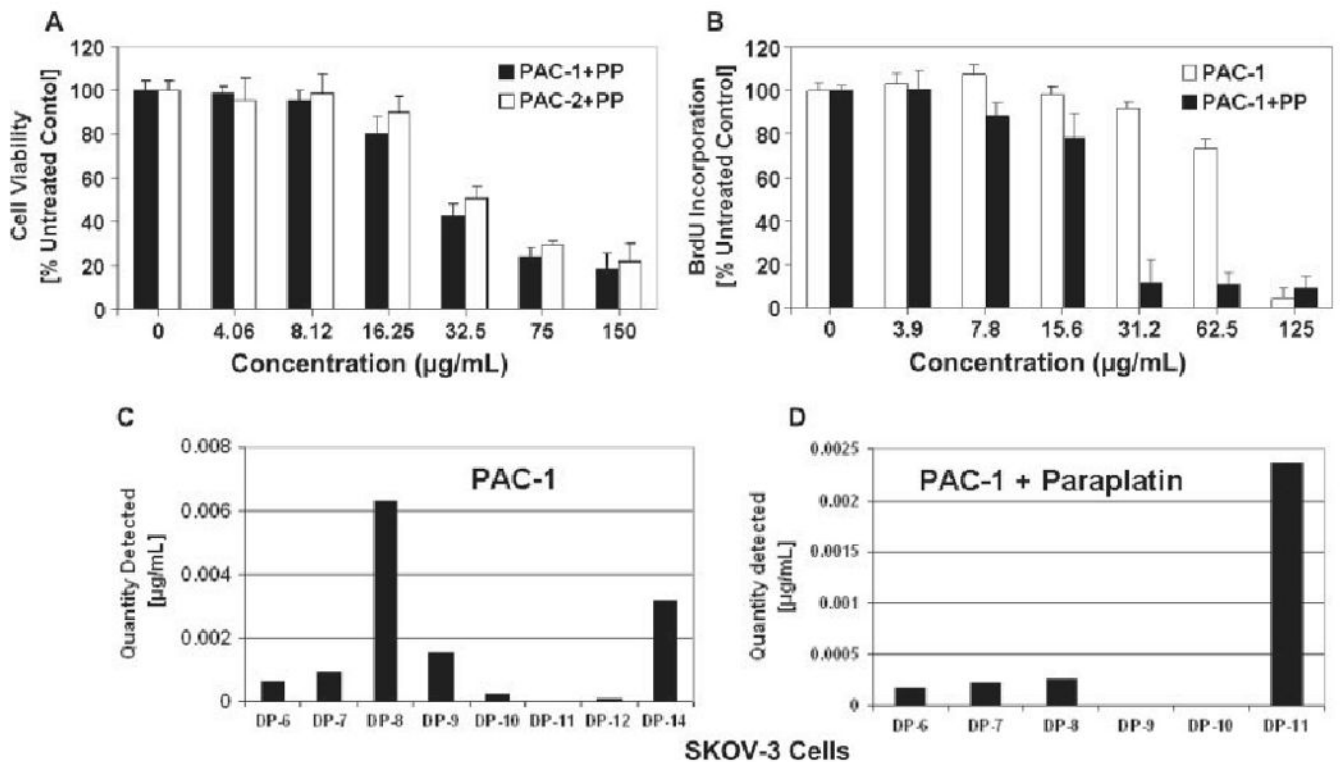 A
Cell Viability
[% Untreated Contol]
120
100
80
60
40
20
0
PAC-1+PP
PAC-2+PP
0 4.06 8.12 16.25 32.5 75 150
Concentration (µg/mL)
B
BrdU Incorporation
[% Untreated Control]
120
100
80
60
40
20
0
PAC-1
PAC-1+PP
0 3.9 7.8 15.6 31.2 62.5 125
Concentration (µg/mL)
C
Quantity Detected
[µg/mL]
0.008
0.006
0.004
0.002
0
PAC-1
DP-6 DP-7 DP-8 DP-9 DP-10 DP-11 DP-12 DP-14
D
Quantity detected
[µg/mL]
0.0025
0.002
0.0015
0.001
0.0005
0
PAC-1 + Paraplatin
DP-6 DP-7 DP-8 DP-9 DP-10 DP-11
SKOV-3 Cells